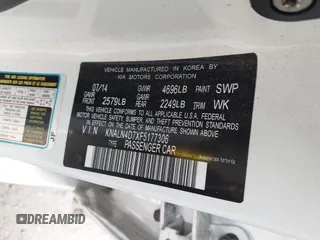 MANUFACTURED IN KOREA BY
KIA MOTORS CORPORATION
07/14 GVWR 4696LB PAINT SWP
GAWR FRONT 2579LB GAWR REAR 2249LB TRIM WK
THIS VEHICLE CONFORMS TO ALL
APPLICABLE U.S. FEDERAL
MOTOR VEHICLE SAFETY, BUMPER,
AND THEFT PREVENTION
STANDARDS IN EFFECT ON THE DATE
OF MANUFACTURE SHOWN ABOVE.
V.I.N KNALN4D7XF5177306
TYPE PASSENGER CAR
DREAMBID